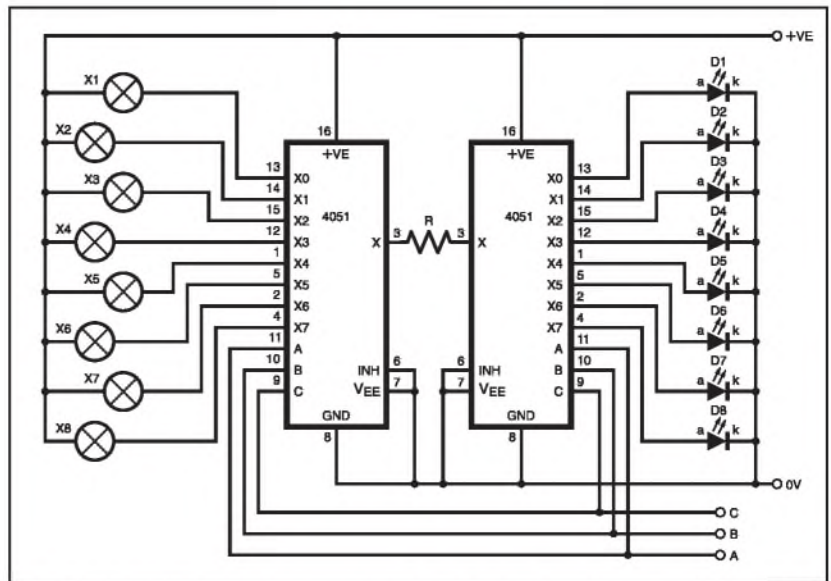 +VE
X1
X2
X3
X4
X5
X6
X7
X8
16
+VE
4051
13 X0
14 X1
15 X2
12 X3
1 X4
5 X5
2 X6
4 X7
11 A
10 B
9 C
X 3
INH 6
VEE 7
GND
8
R
16
+VE
4051
3 X
6 INH
7 VEE
X0 13
X1 14
X2 15
X3 12
X4 1
X5 5
X6 2
X7 4
A 11
B 10
C 9
GND
8
D1
a k
D2
a k
D3
a k
D4
a k
D5
a k
D6
a k
D7
a k
D8
a k
0V
C
B
A